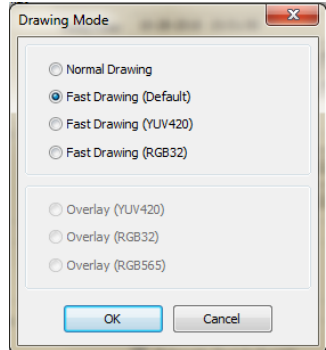 Drawing Mode
Normal Drawing
Fast Drawing (Default)
Fast Drawing (YUV420)
Fast Drawing (RGB32)
Overlay (YUV420)
Overlay (RGB32)
Overlay (RGB565)
OK Cancel